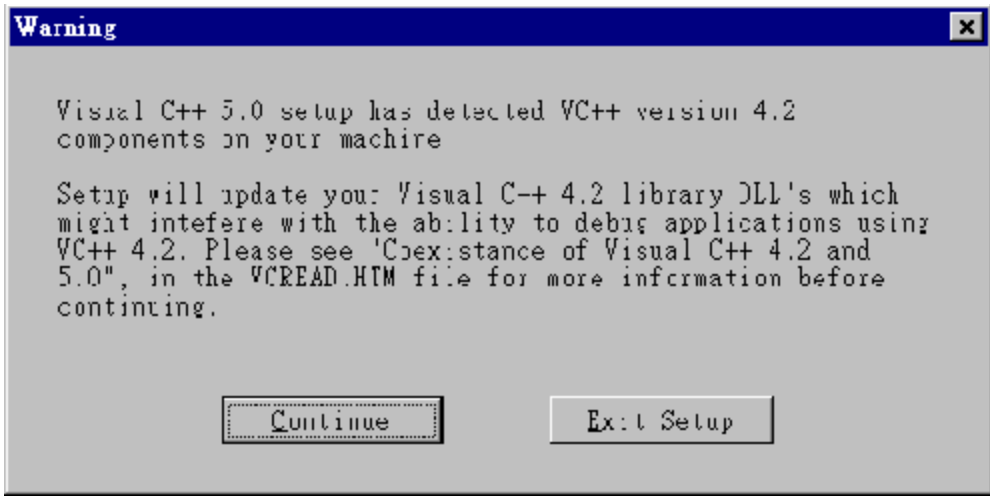 Warning
Visual C++ 5.0 setup has detected VC++ version 4.2
components on your machine
Setup will update your Visual C++ 4.2 library DLL's which
might intefere with the ability to debug applications using
VC++ 4.2. Please see "Coexistance of Visual C++ 4.2 and
5.0", in the VCREAD.HTM file for more information before
continuing.
Continue
Exit Setup